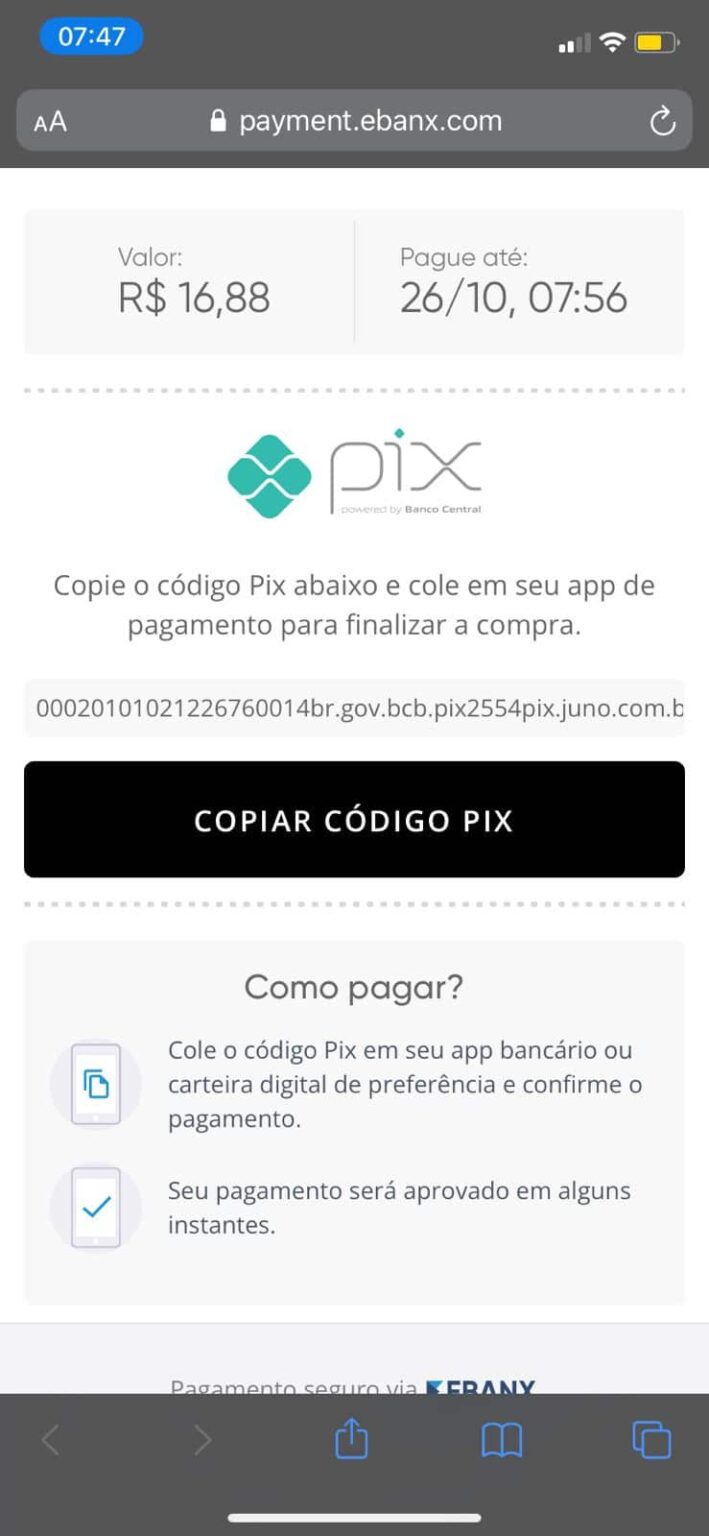 07:47
AA
payment.ebanx.com
Valor:
R$ 16,88
Pague até:
26/10, 07:56
pix
powered by Banco Central
Copie o código Pix abaixo e cole em seu app de
pagamento para finalizar a compra.
00020101021226760014br.gov.bcb.pix2554pix.juno.com.b
COPIAR CÓDIGO PIX
Como pagar?
Cole o código Pix em seu app bancário ou
carteira digital de preferência e confirme o
pagamento.
Seu pagamento será aprovado em alguns
instantes.
Pagamento seguro via EBANX